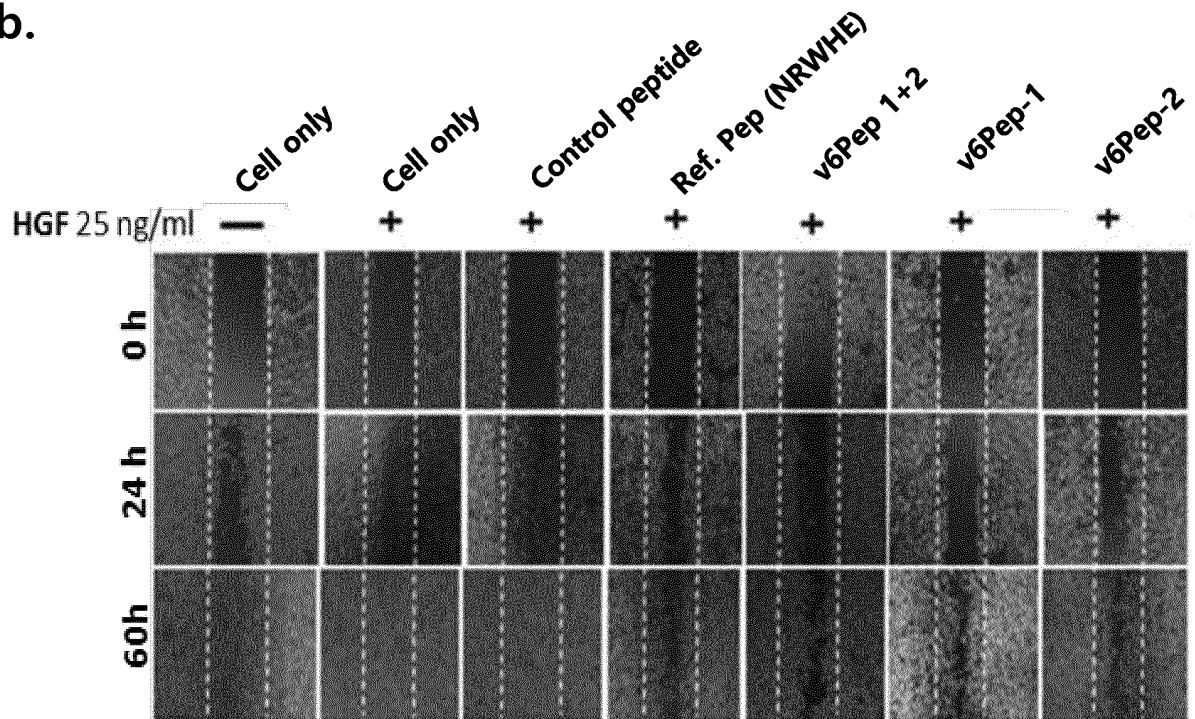 b.
Cell only
Cell only
Control peptide
Ref. Pep (NRWHE)
v6Pep 1+2
v6Pep-1
v6Pep-2
HGF 25 ng/ml − + + + + + +
0 h
24 h
60h